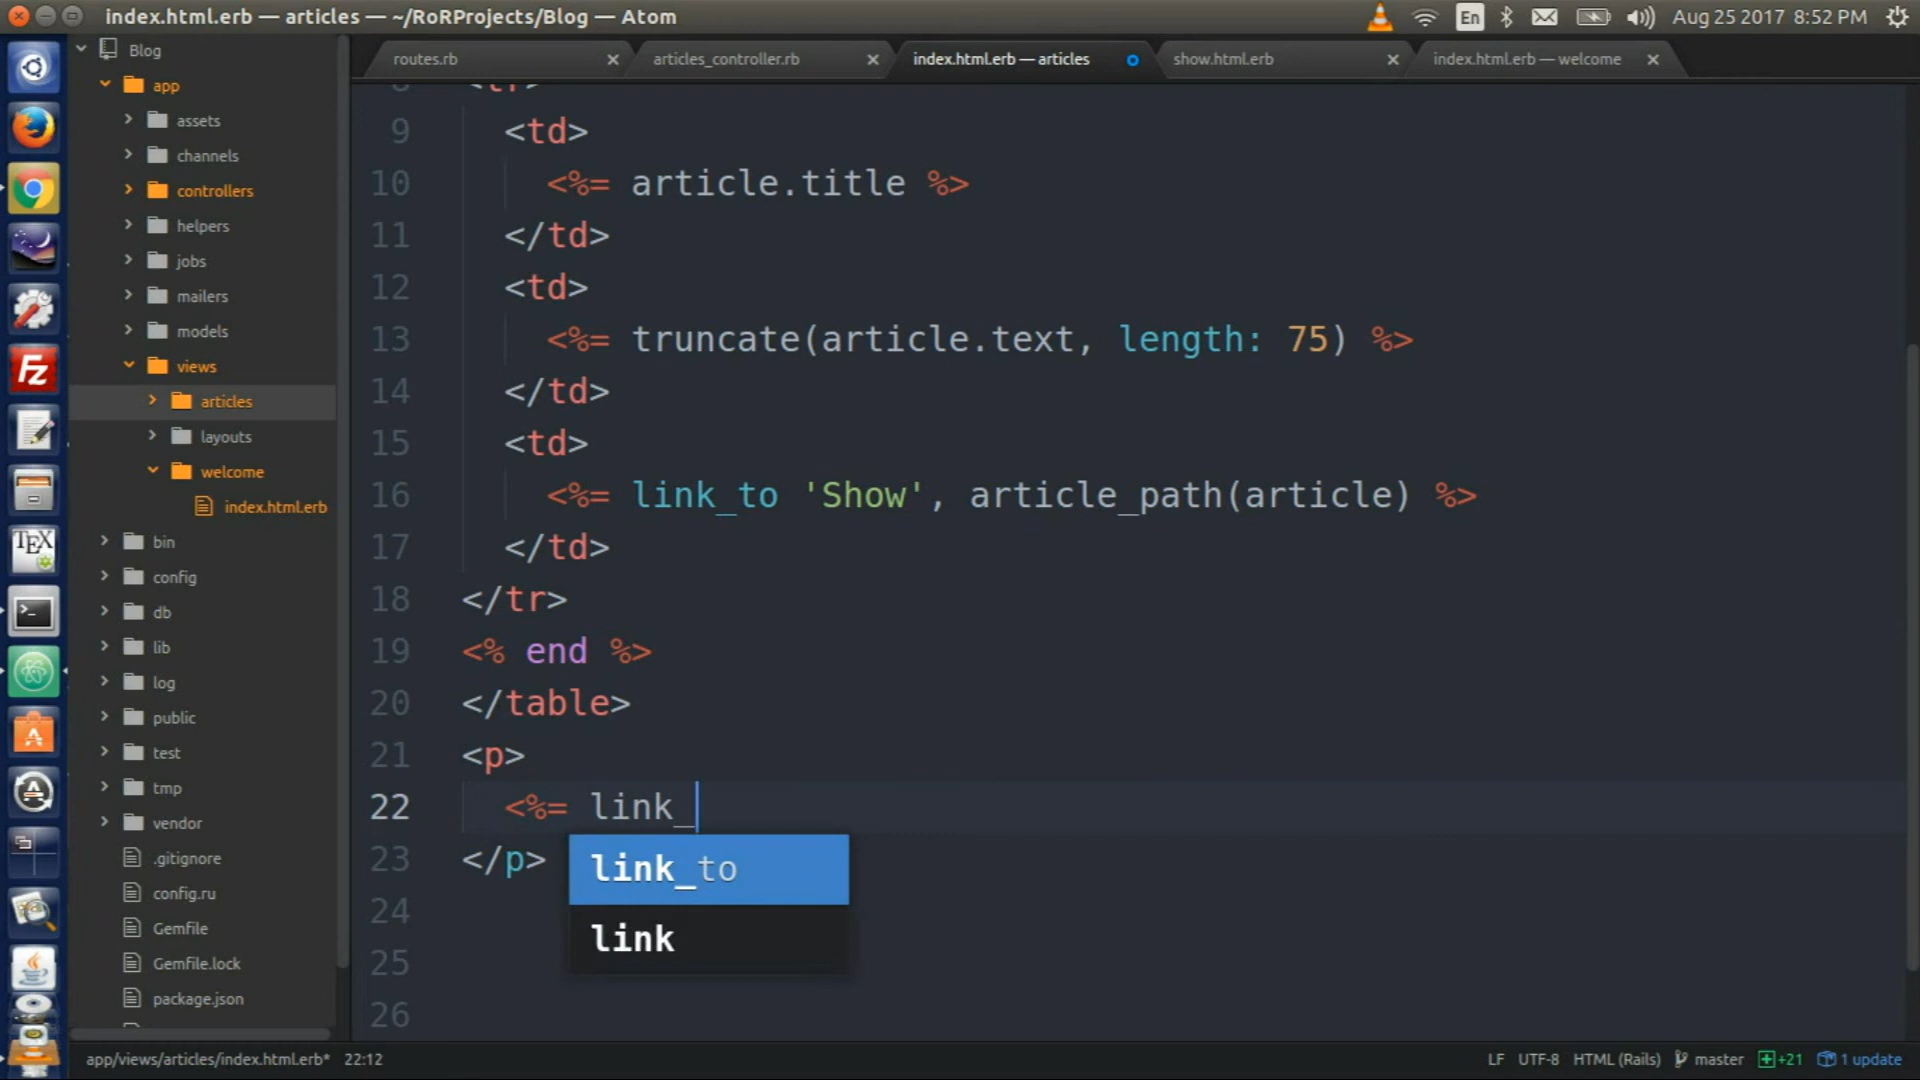 index.html.erb — articles — ~/RoRProjects/Blog — Atom
En
Aug 25 2017 8:52 PM
Blog
app
assets
channels
controllers
helpers
jobs
mailers
models
views
articles
layouts
welcome
index.html.erb
bin
config
db
lib
log
public
test
tmp
vendor
.gitignore
config.ru
Gemfile
Gemfile.lock
package.json
routes.rb
articles_controller.rb
index.html.erb — articles
show.html.erb
index.html.erb — welcome
8 <tr>
9 <td>
10 <%= article.title %>
11 </td>
12 <td>
13 <%= truncate(article.text, length: 75) %>
14 </td>
15 <td>
16 <%= link_to 'Show', article_path(article) %>
17 </td>
18 </tr>
19 <% end %>
20 </table>
21 <p>
22 <%= link_
23 </p>
24
25
26
link_to
link
app/views/articles/index.html.erb* 22:12
LF UTF-8 HTML (Rails) master +21 1 update